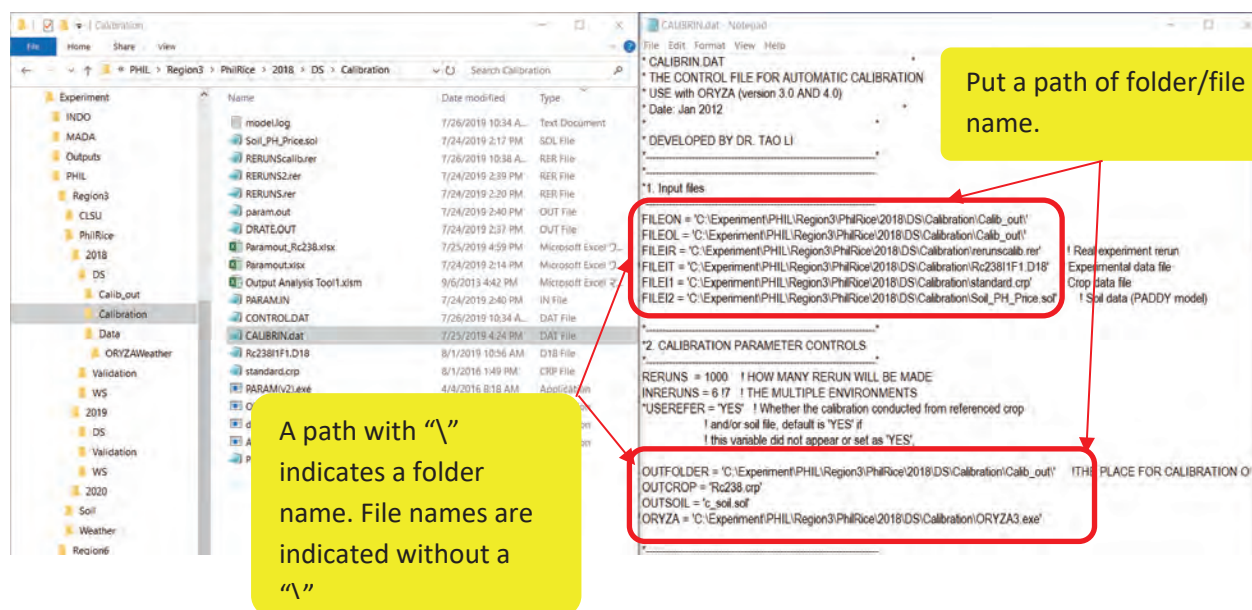 Calibration
File Home Share View
« PHIL > Region3 > PhilRice > 2018 > DS > Calibration
Search Calibration
Experiment
INDO
MADA
Outputs
PHIL
Region3
CLSU
PhilRice
2018
DS
Calib_out
Calibration
Data
ORYZAWeather
Validation
WS
2019
DS
Validation
WS
2020
Soil
Weather
Region6
Name Date modified Type
model.log 7/26/2019 10:34 A... Text Document
Soil_PH_Price.sol 7/24/2019 2:17 PM SOL File
RERUNScalib.rer 7/26/2019 10:38 A... RER File
RERUNS2.rer 7/24/2019 2:39 PM RER File
RERUNS.rer 7/24/2019 2:20 PM RER File
param.out 7/24/2019 2:40 PM OUT File
DRATE.OUT 7/24/2019 2:37 PM OUT File
Paramout_Rc238.xlsx 7/25/2019 4:59 PM Microsoft Excel
Paramout.xlsx 7/24/2019 2:14 PM Microsoft Excel
Output Analysis Tool1.xlsm 9/6/2013 4:42 PM Microsoft Excel
PARAM.IN 7/24/2019 2:40 PM IN File
CONTROL.DAT 7/26/2019 10:34 A... DAT File
CALIBRIN.dat 7/25/2019 4:24 PM DAT File
Rc238I1F1.D18 8/1/2019 10:56 AM D18 File
standard.crp 8/1/2016 1:49 PM CRP File
PARAM(v2).exe 4/4/2016 8:18 AM Application
A path with “\”
indicates a folder
name. File names are
indicated without a
“\”
CALIBRIN.dat - Notepad
File Edit Format View Help
* CALIBRIN.DAT *
* THE CONTROL FILE FOR AUTOMATIC CALIBRATION
* USE with ORYZA (version 3.0 AND 4.0)
* Date: Jan 2012 *
* *
* DEVELOPED BY DR. TAO LI
*1. Input files
FILEON = 'C:\Experiment\PHIL\Region3\PhilRice\2018\DS\Calibration\Calib_out\'
FILEOL = 'C:\Experiment\PHIL\Region3\PhilRice\2018\DS\Calibration\Calib_out\'
FILEIR = 'C:\Experiment\PHIL\Region3\PhilRice\2018\DS\Calibration\rerunscalib.rer' ! Real experiment rerun
FILEIT = 'C:\Experiment\PHIL\Region3\PhilRice\2018\DS\Calibration\Rc238I1F1.D18' Experimental data file
FILEI1 = 'C:\Experiment\PHIL\Region3\PhilRice\2018\DS\Calibration\standard.crp' Crop data file
FILEI2 = 'C:\Experiment\PHIL\Region3\PhilRice\2018\DS\Calibration\Soil_PH_Price.sol' ! Soil data (PADDY model)
*2. CALIBRATION PARAMETER CONTROLS
RERUNS = 1000 ! HOW MANY RERUN WILL BE MADE
INRERUNS = 6 !7 ! THE MULTIPLE ENVIRONMENTS
*USEREFER = 'YES' ! Whether the calibration conducted from referenced crop
! and/or soil file, default is 'YES' if
! this variable did not appear or set as 'YES',
OUTFOLDER = 'C:\Experiment\PHIL\Region3\PhilRice\2018\DS\Calibration\Calib_out\' !THE PLACE FOR CALIBRATION O
OUTCROP = 'Rc238.crp'
OUTSOIL = 'c_soil.sol'
ORYZA = 'C:\Experiment\PHIL\Region3\PhilRice\2018\DS\Calibration\ORYZA3.exe'
Put a path of folder/file
name.